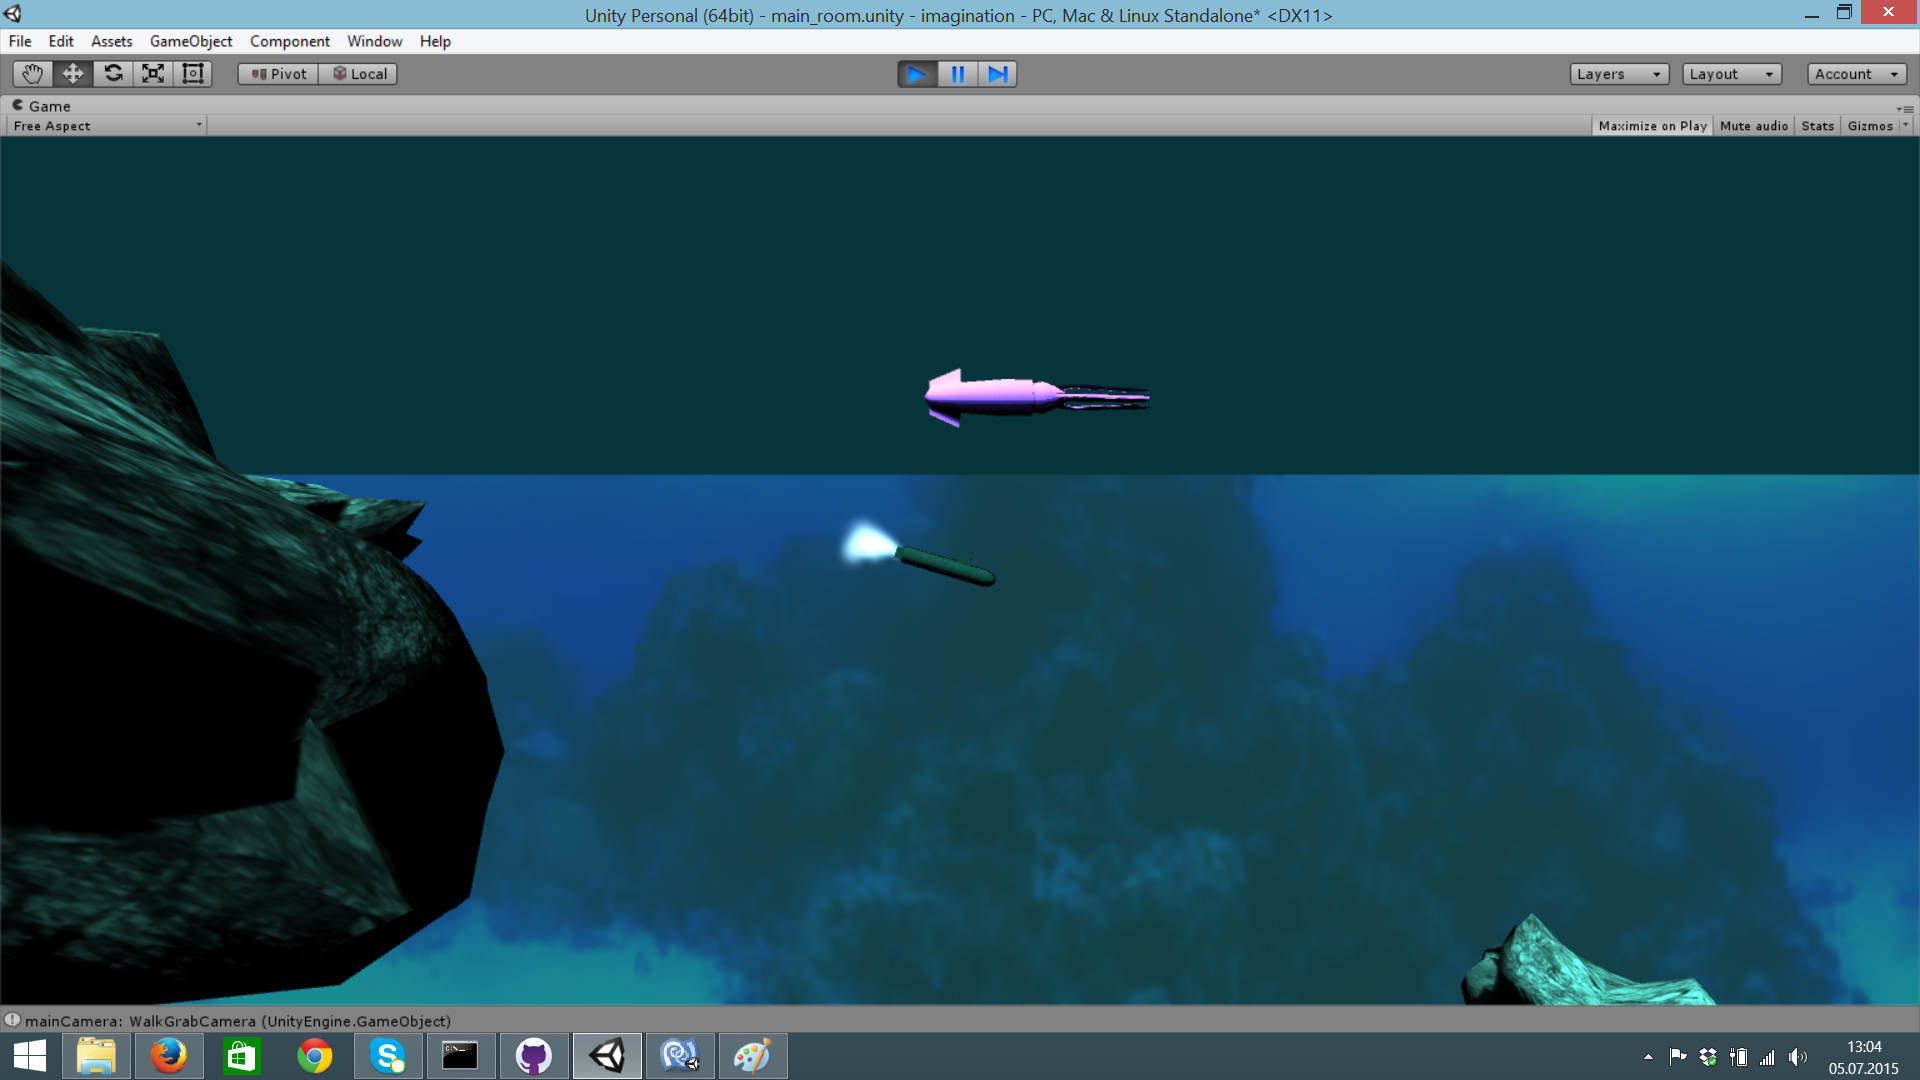 Unity Personal (64bit) - main_room.unity - imagination - PC, Mac & Linux Standalone* <DX11>
File Edit Assets GameObject Component Window Help
Pivot Local Layers Layout Account
Game
Free Aspect Maximize on Play Mute audio Stats Gizmos
mainCamera: WalkGrabCamera (UnityEngine.GameObject)
13:04
05.07.2015